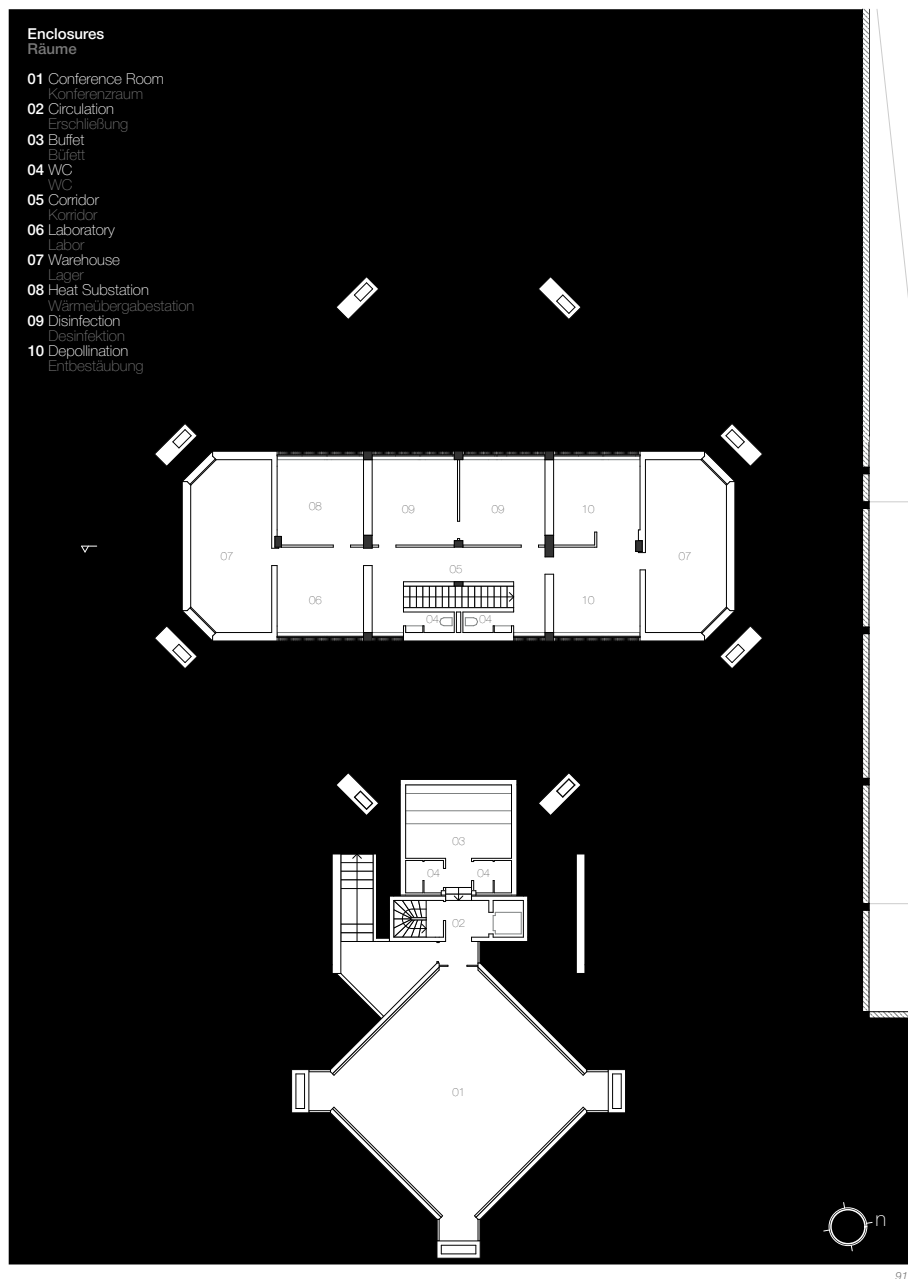 Enclosures
Räume
01 Conference Room
Konferenzraum
02 Circulation
Erschließung
03 Buffet
Büfett
04 WC
WC
05 Corridor
Korridor
06 Laboratory
Labor
07 Warehouse
Lager
08 Heat Substation
Wärmeübergabestation
09 Disinfection
Desinfektion
10 Depollination
Entbestäubung
08
09
09
10
07
07
05
06
10
04
04
03
04
04
02
01
n
91